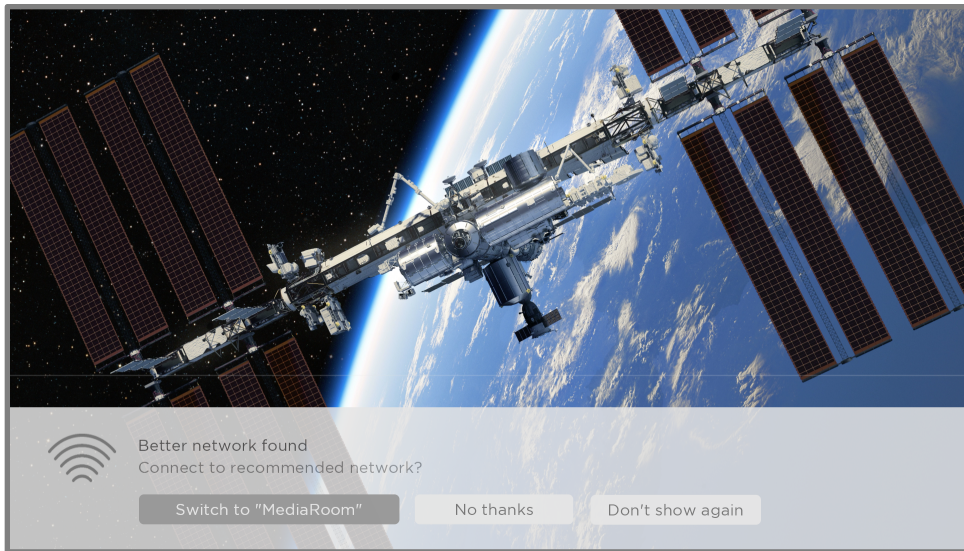 Better network found
Connect to recommended network?
Switch to "MediaRoom"
No thanks
Don't show again